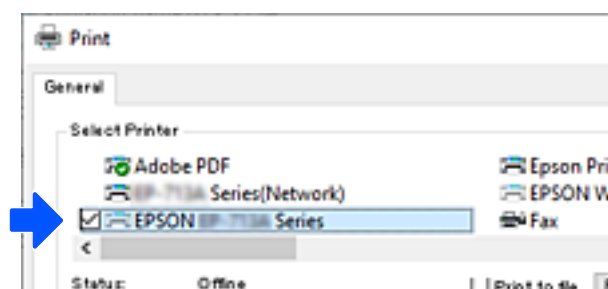 Print
General
Select Printer
Adobe PDF
Epson Pri
Series(Network)
EPSON W
EPSON Series
Fax
Status: Offline
Print to file